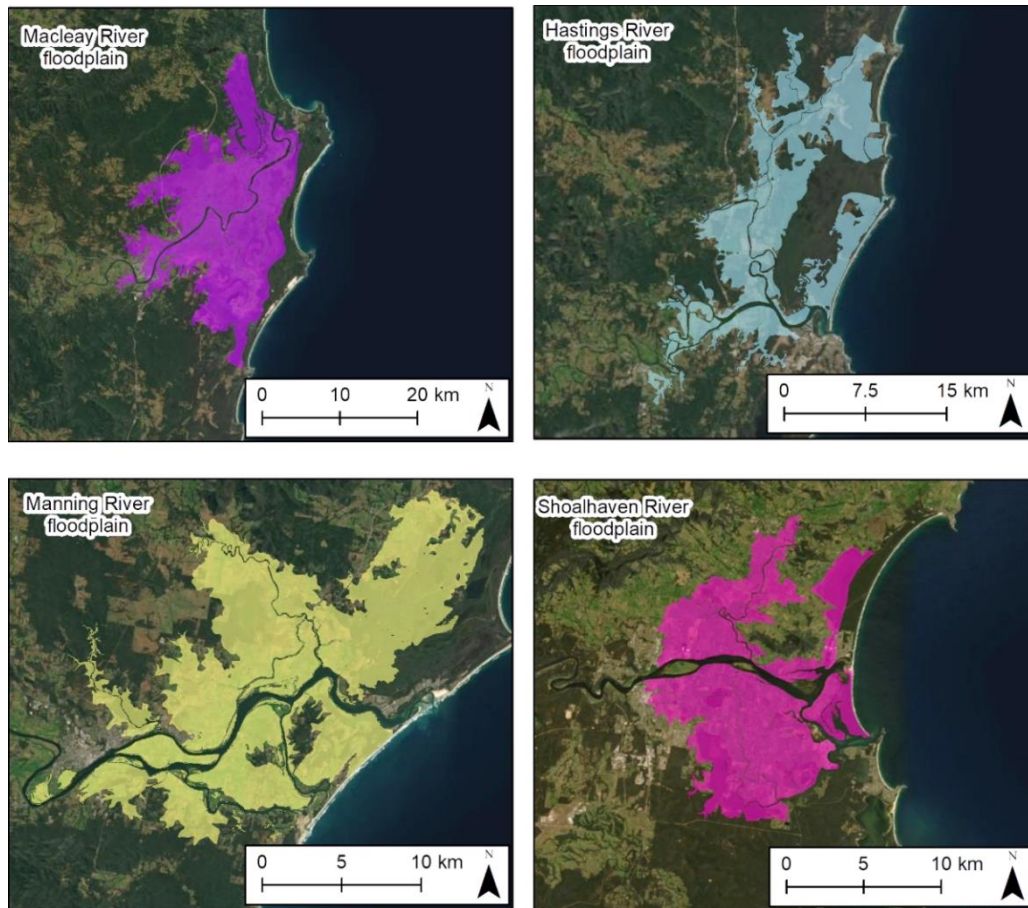 Macleay River
floodplain
0 10 20 km
N
Hastings River
floodplain
0 7.5 15 km
N
Manning River
floodplain
0 5 10 km
N
Shoalhaven River
floodplain
0 5 10 km
N